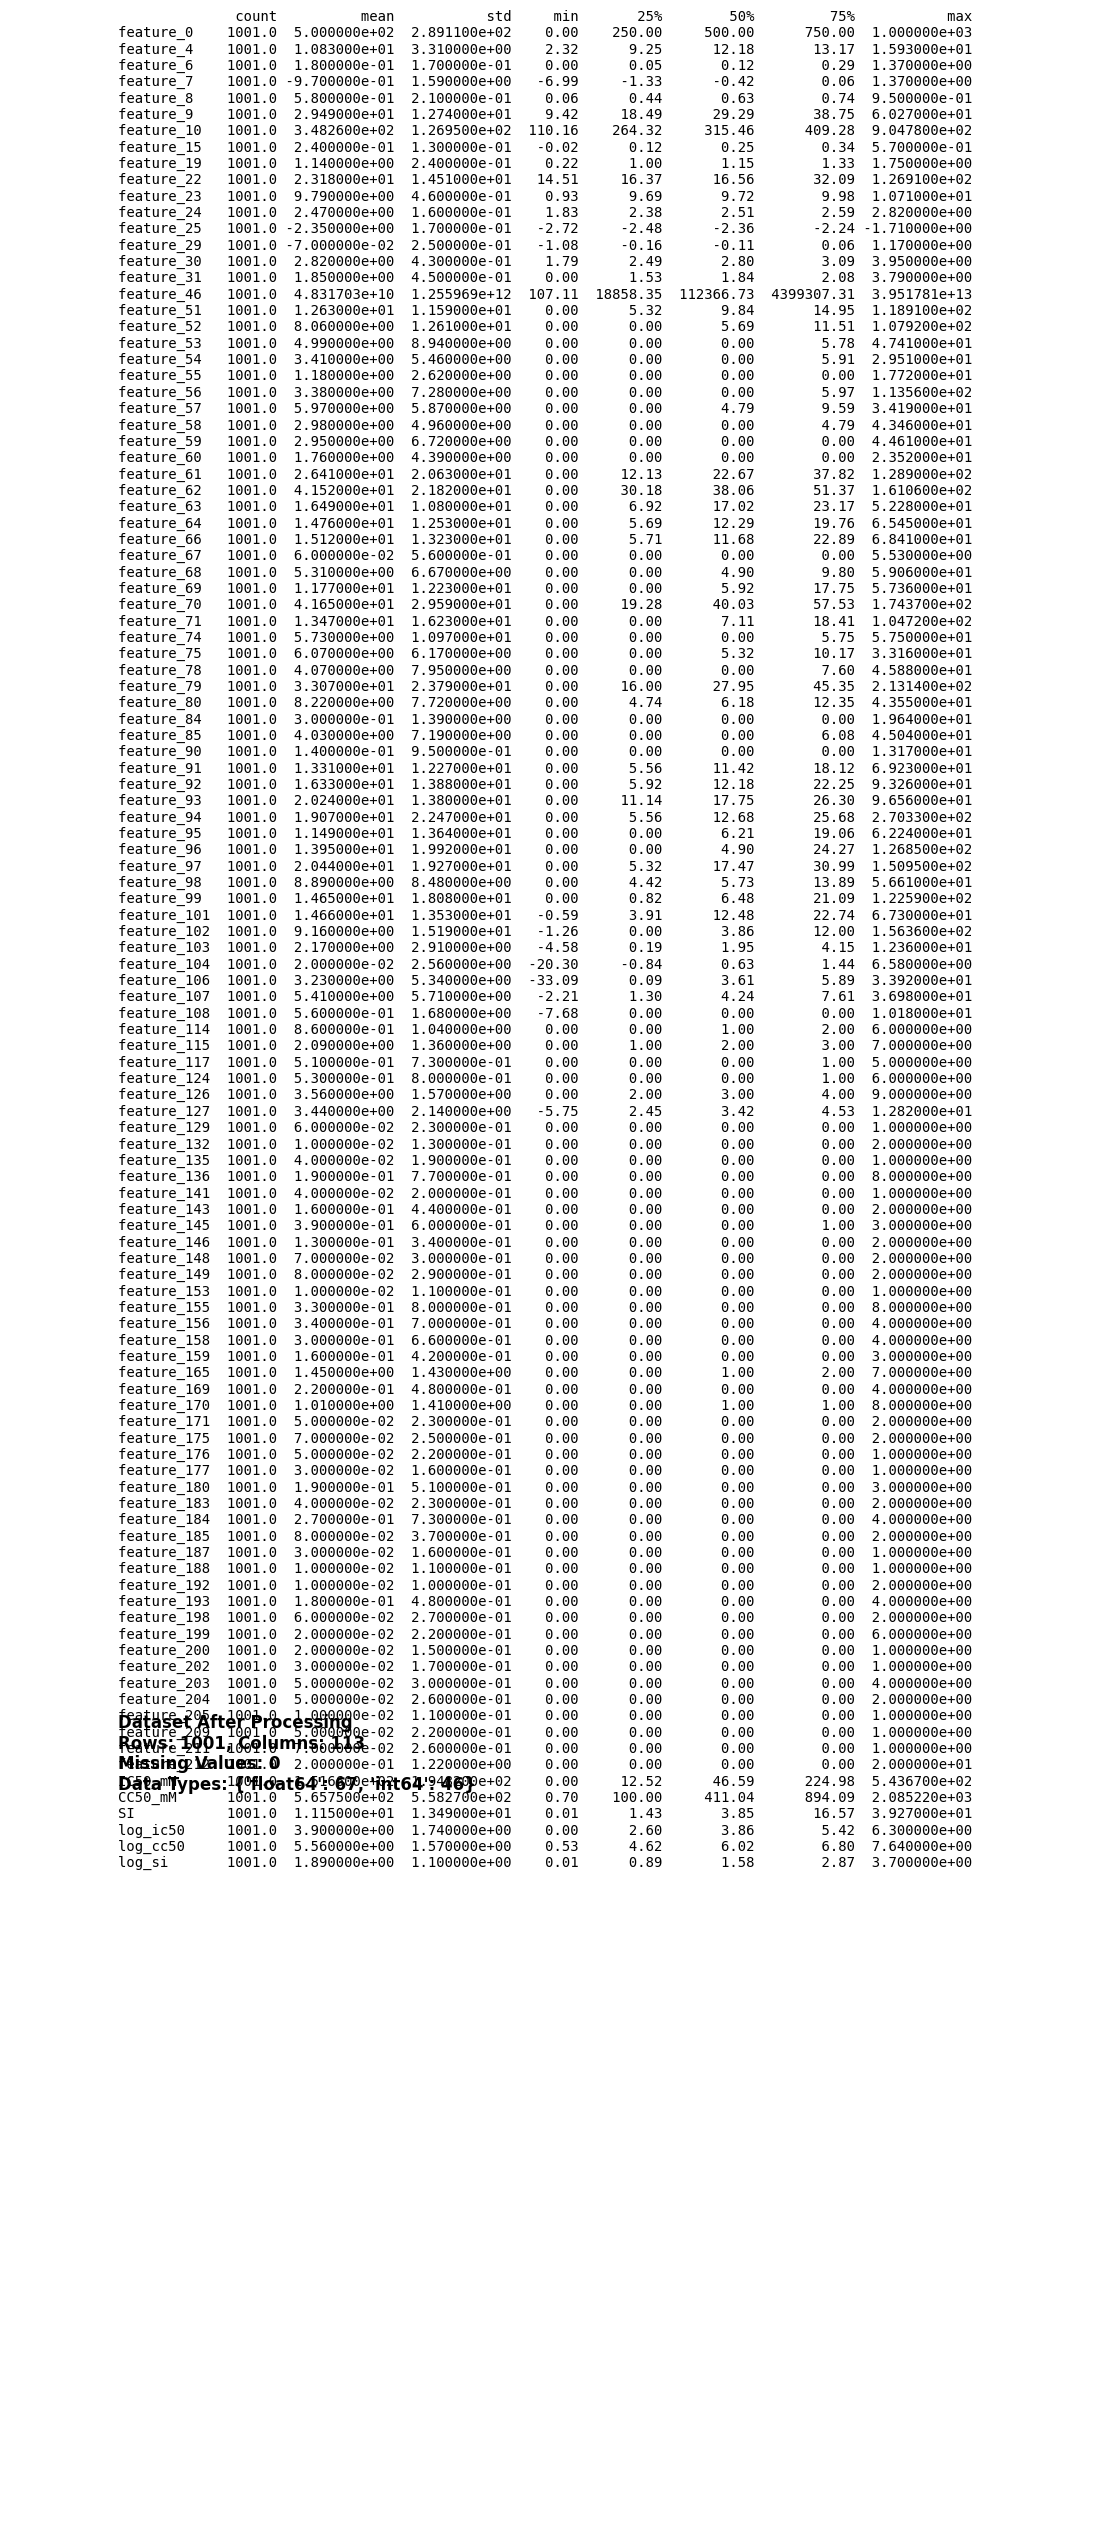 count mean std min 25% 50% 75% max
feature_0 1001.0 5.000000e+02 2.891100e+02 0.00 250.00 500.00 750.00 1.000000e+03
feature_4 1001.0 1.083000e+01 3.310000e+00 2.32 9.25 12.18 13.17 1.593000e+01
feature_6 1001.0 1.800000e-01 1.700000e-01 0.00 0.05 0.12 0.29 1.370000e+00
feature_7 1001.0 -9.700000e-01 1.590000e+00 -6.99 -1.33 -0.42 0.06 1.370000e+00
feature_8 1001.0 5.800000e-01 2.100000e-01 0.06 0.44 0.63 0.74 9.500000e-01
feature_9 1001.0 2.949000e+01 1.274000e+01 9.42 18.49 29.29 38.75 6.027000e+01
feature_10 1001.0 3.482600e+02 1.269500e+02 110.16 264.32 315.46 409.28 9.047800e+02
feature_15 1001.0 2.400000e-01 1.300000e-01 -0.02 0.12 0.25 0.34 5.700000e-01
feature_19 1001.0 1.140000e+00 2.400000e-01 0.22 1.00 1.15 1.33 1.750000e+00
feature_22 1001.0 2.318000e+01 1.451000e+01 14.51 16.37 16.56 32.09 1.269100e+02
feature_23 1001.0 9.790000e+00 4.600000e-01 0.93 9.69 9.72 9.98 1.071000e+01
feature_24 1001.0 2.470000e+00 1.600000e-01 1.83 2.38 2.51 2.59 2.820000e+00
feature_25 1001.0 -2.350000e+00 1.700000e-01 -2.72 -2.48 -2.36 -2.24 -1.710000e+00
feature_29 1001.0 -7.000000e-02 2.500000e-01 -1.08 -0.16 -0.11 0.06 1.170000e+00
feature_30 1001.0 2.820000e+00 4.300000e-01 1.79 2.49 2.80 3.09 3.950000e+00
feature_31 1001.0 1.850000e+00 4.500000e-01 0.00 1.53 1.84 2.08 3.790000e+00
feature_46 1001.0 4.831703e+10 1.255969e+12 107.11 18858.35 112366.73 4399307.31 3.951781e+13
feature_51 1001.0 1.263000e+01 1.159000e+01 0.00 5.32 9.84 14.95 1.189100e+02
feature_52 1001.0 8.060000e+00 1.261000e+01 0.00 0.00 5.69 11.51 1.079200e+02
feature_53 1001.0 4.990000e+00 8.940000e+00 0.00 0.00 0.00 5.78 4.741000e+01
feature_54 1001.0 3.410000e+00 5.460000e+00 0.00 0.00 0.00 5.91 2.951000e+01
feature_55 1001.0 1.180000e+00 2.620000e+00 0.00 0.00 0.00 0.00 1.772000e+01
feature_56 1001.0 3.380000e+00 7.280000e+00 0.00 0.00 0.00 5.97 1.135600e+02
feature_57 1001.0 5.970000e+00 5.870000e+00 0.00 0.00 4.79 9.59 3.419000e+01
feature_58 1001.0 2.980000e+00 4.960000e+00 0.00 0.00 0.00 4.79 4.346000e+01
feature_59 1001.0 2.950000e+00 6.720000e+00 0.00 0.00 0.00 0.00 4.461000e+01
feature_60 1001.0 1.760000e+00 4.390000e+00 0.00 0.00 0.00 0.00 2.352000e+01
feature_61 1001.0 2.641000e+01 2.063000e+01 0.00 12.13 22.67 37.82 1.289000e+02
feature_62 1001.0 4.152000e+01 2.182000e+01 0.00 30.18 38.06 51.37 1.610600e+02
feature_63 1001.0 1.649000e+01 1.080000e+01 0.00 6.92 17.02 23.17 5.228000e+01
feature_64 1001.0 1.476000e+01 1.253000e+01 0.00 5.69 12.29 19.76 6.545000e+01
feature_66 1001.0 1.512000e+01 1.323000e+01 0.00 5.71 11.68 22.89 6.841000e+01
feature_67 1001.0 6.000000e-02 5.600000e-01 0.00 0.00 0.00 0.00 5.530000e+00
feature_68 1001.0 5.310000e+00 6.670000e+00 0.00 0.00 4.90 9.80 5.906000e+01
feature_69 1001.0 1.177000e+01 1.223000e+01 0.00 0.00 5.92 17.75 5.736000e+01
feature_70 1001.0 4.165000e+01 2.959000e+01 0.00 19.28 40.03 57.53 1.743700e+02
feature_71 1001.0 1.347000e+01 1.623000e+01 0.00 0.00 7.11 18.41 1.047200e+02
feature_74 1001.0 5.730000e+00 1.097000e+01 0.00 0.00 0.00 5.75 5.750000e+01
feature_75 1001.0 6.070000e+00 6.170000e+00 0.00 0.00 5.32 10.17 3.316000e+01
feature_78 1001.0 4.070000e+00 7.950000e+00 0.00 0.00 0.00 7.60 4.588000e+01
feature_79 1001.0 3.307000e+01 2.379000e+01 0.00 16.00 27.95 45.35 2.131400e+02
feature_80 1001.0 8.220000e+00 7.720000e+00 0.00 4.74 6.18 12.35 4.355000e+01
feature_84 1001.0 3.000000e-01 1.390000e+00 0.00 0.00 0.00 0.00 1.964000e+01
feature_85 1001.0 4.030000e+00 7.190000e+00 0.00 0.00 0.00 6.08 4.504000e+01
feature_90 1001.0 1.400000e-01 9.500000e-01 0.00 0.00 0.00 0.00 1.317000e+01
feature_91 1001.0 1.331000e+01 1.227000e+01 0.00 5.56 11.42 18.12 6.923000e+01
feature_92 1001.0 1.633000e+01 1.388000e+01 0.00 5.92 12.18 22.25 9.326000e+01
feature_93 1001.0 2.024000e+01 1.380000e+01 0.00 11.14 17.75 26.30 9.656000e+01
feature_94 1001.0 1.907000e+01 2.247000e+01 0.00 5.56 12.68 25.68 2.703300e+02
feature_95 1001.0 1.149000e+01 1.364000e+01 0.00 0.00 6.21 19.06 6.224000e+01
feature_96 1001.0 1.395000e+01 1.992000e+01 0.00 0.00 4.90 24.27 1.268500e+02
feature_97 1001.0 2.044000e+01 1.927000e+01 0.00 5.32 17.47 30.99 1.509500e+02
feature_98 1001.0 8.890000e+00 8.480000e+00 0.00 4.42 5.73 13.89 5.661000e+01
feature_99 1001.0 1.465000e+01 1.808000e+01 0.00 0.82 6.48 21.09 1.225900e+02
feature_101 1001.0 1.466000e+01 1.353000e+01 -0.59 3.91 12.48 22.74 6.730000e+01
feature_102 1001.0 9.160000e+00 1.519000e+01 -1.26 0.00 3.86 12.00 1.563600e+02
feature_103 1001.0 2.170000e+00 2.910000e+00 -4.58 0.19 1.95 4.15 1.236000e+01
feature_104 1001.0 2.000000e-02 2.560000e+00 -20.30 -0.84 0.63 1.44 6.580000e+00
feature_106 1001.0 3.230000e+00 5.340000e+00 -33.09 0.09 3.61 5.89 3.392000e+01
feature_107 1001.0 5.410000e+00 5.710000e+00 -2.21 1.30 4.24 7.61 3.698000e+01
feature_108 1001.0 5.600000e-01 1.680000e+00 -7.68 0.00 0.00 0.00 1.018000e+01
feature_114 1001.0 8.600000e-01 1.040000e+00 0.00 0.00 1.00 2.00 6.000000e+00
feature_115 1001.0 2.090000e+00 1.360000e+00 0.00 1.00 2.00 3.00 7.000000e+00
feature_117 1001.0 5.100000e-01 7.300000e-01 0.00 0.00 0.00 1.00 5.000000e+00
feature_124 1001.0 5.300000e-01 8.000000e-01 0.00 0.00 0.00 1.00 6.000000e+00
feature_126 1001.0 3.560000e+00 1.570000e+00 0.00 2.00 3.00 4.00 9.000000e+00
feature_127 1001.0 3.440000e+00 2.140000e+00 -5.75 2.45 3.42 4.53 1.282000e+01
feature_129 1001.0 6.000000e-02 2.300000e-01 0.00 0.00 0.00 0.00 1.000000e+00
feature_132 1001.0 1.000000e-02 1.300000e-01 0.00 0.00 0.00 0.00 2.000000e+00
feature_135 1001.0 4.000000e-02 1.900000e-01 0.00 0.00 0.00 0.00 1.000000e+00
feature_136 1001.0 1.900000e-01 7.700000e-01 0.00 0.00 0.00 0.00 8.000000e+00
feature_141 1001.0 4.000000e-02 2.000000e-01 0.00 0.00 0.00 0.00 1.000000e+00
feature_143 1001.0 1.600000e-01 4.400000e-01 0.00 0.00 0.00 0.00 2.000000e+00
feature_145 1001.0 3.900000e-01 6.000000e-01 0.00 0.00 0.00 1.00 3.000000e+00
feature_146 1001.0 1.300000e-01 3.400000e-01 0.00 0.00 0.00 0.00 2.000000e+00
feature_148 1001.0 7.000000e-02 3.000000e-01 0.00 0.00 0.00 0.00 2.000000e+00
feature_149 1001.0 8.000000e-02 2.900000e-01 0.00 0.00 0.00 0.00 2.000000e+00
feature_153 1001.0 1.000000e-02 1.100000e-01 0.00 0.00 0.00 0.00 1.000000e+00
feature_155 1001.0 3.300000e-01 8.000000e-01 0.00 0.00 0.00 0.00 8.000000e+00
feature_156 1001.0 3.400000e-01 7.000000e-01 0.00 0.00 0.00 0.00 4.000000e+00
feature_158 1001.0 3.000000e-01 6.600000e-01 0.00 0.00 0.00 0.00 4.000000e+00
feature_159 1001.0 1.600000e-01 4.200000e-01 0.00 0.00 0.00 0.00 3.000000e+00
feature_165 1001.0 1.450000e+00 1.430000e+00 0.00 0.00 1.00 2.00 7.000000e+00
feature_169 1001.0 2.200000e-01 4.800000e-01 0.00 0.00 0.00 0.00 4.000000e+00
feature_170 1001.0 1.010000e+00 1.410000e+00 0.00 0.00 1.00 1.00 8.000000e+00
feature_171 1001.0 5.000000e-02 2.300000e-01 0.00 0.00 0.00 0.00 2.000000e+00
feature_175 1001.0 7.000000e-02 2.500000e-01 0.00 0.00 0.00 0.00 2.000000e+00
feature_176 1001.0 5.000000e-02 2.200000e-01 0.00 0.00 0.00 0.00 1.000000e+00
feature_177 1001.0 3.000000e-02 1.600000e-01 0.00 0.00 0.00 0.00 1.000000e+00
feature_180 1001.0 1.900000e-01 5.100000e-01 0.00 0.00 0.00 0.00 3.000000e+00
feature_183 1001.0 4.000000e-02 2.300000e-01 0.00 0.00 0.00 0.00 2.000000e+00
feature_184 1001.0 2.700000e-01 7.300000e-01 0.00 0.00 0.00 0.00 4.000000e+00
feature_185 1001.0 8.000000e-02 3.700000e-01 0.00 0.00 0.00 0.00 2.000000e+00
feature_187 1001.0 3.000000e-02 1.600000e-01 0.00 0.00 0.00 0.00 1.000000e+00
feature_188 1001.0 1.000000e-02 1.100000e-01 0.00 0.00 0.00 0.00 1.000000e+00
feature_192 1001.0 1.000000e-02 1.000000e-01 0.00 0.00 0.00 0.00 2.000000e+00
feature_193 1001.0 1.800000e-01 4.800000e-01 0.00 0.00 0.00 0.00 4.000000e+00
feature_198 1001.0 6.000000e-02 2.700000e-01 0.00 0.00 0.00 0.00 2.000000e+00
feature_199 1001.0 2.000000e-02 2.200000e-01 0.00 0.00 0.00 0.00 6.000000e+00
feature_200 1001.0 2.000000e-02 1.500000e-01 0.00 0.00 0.00 0.00 1.000000e+00
feature_202 1001.0 3.000000e-02 1.700000e-01 0.00 0.00 0.00 0.00 1.000000e+00
feature_203 1001.0 5.000000e-02 3.000000e-01 0.00 0.00 0.00 0.00 4.000000e+00
feature_204 1001.0 5.000000e-02 2.600000e-01 0.00 0.00 0.00 0.00 2.000000e+00
feature_205 1001.0 1.000000e-02 1.100000e-01 0.00 0.00 0.00 0.00 1.000000e+00
Dataset After Processing
feature_209 1001.0 5.000000e-02 2.200000e-01 0.00 0.00 0.00 0.00 1.000000e+00
Rows: 1001, Columns: 113
feature_211 1001.0 7.000000e-02 2.600000e-01 0.00 0.00 0.00 0.00 1.000000e+00
Missing Values: 0
1001.0 2.000000e-01 1.220000e+00 0.00 0.00 0.00 0.00 2.000000e+01
IC50_mM 1001.0 0.00 12.52 46.59 224.98 5.436700e+02
Data Types: {'float64': 67, 'int64': 46}
CC50_mM 1001.0 5.657500e+02 5.582700e+02 0.70 100.00 411.04 894.09 2.085220e+03
SI 1001.0 1.115000e+01 1.349000e+01 0.01 1.43 3.85 16.57 3.927000e+01
log_ic50 1001.0 3.900000e+00 1.740000e+00 0.00 2.60 3.86 5.42 6.300000e+00
log_cc50 1001.0 5.560000e+00 1.570000e+00 0.53 4.62 6.02 6.80 7.640000e+00
log_si 1001.0 1.890000e+00 1.100000e+00 0.01 0.89 1.58 2.87 3.700000e+00